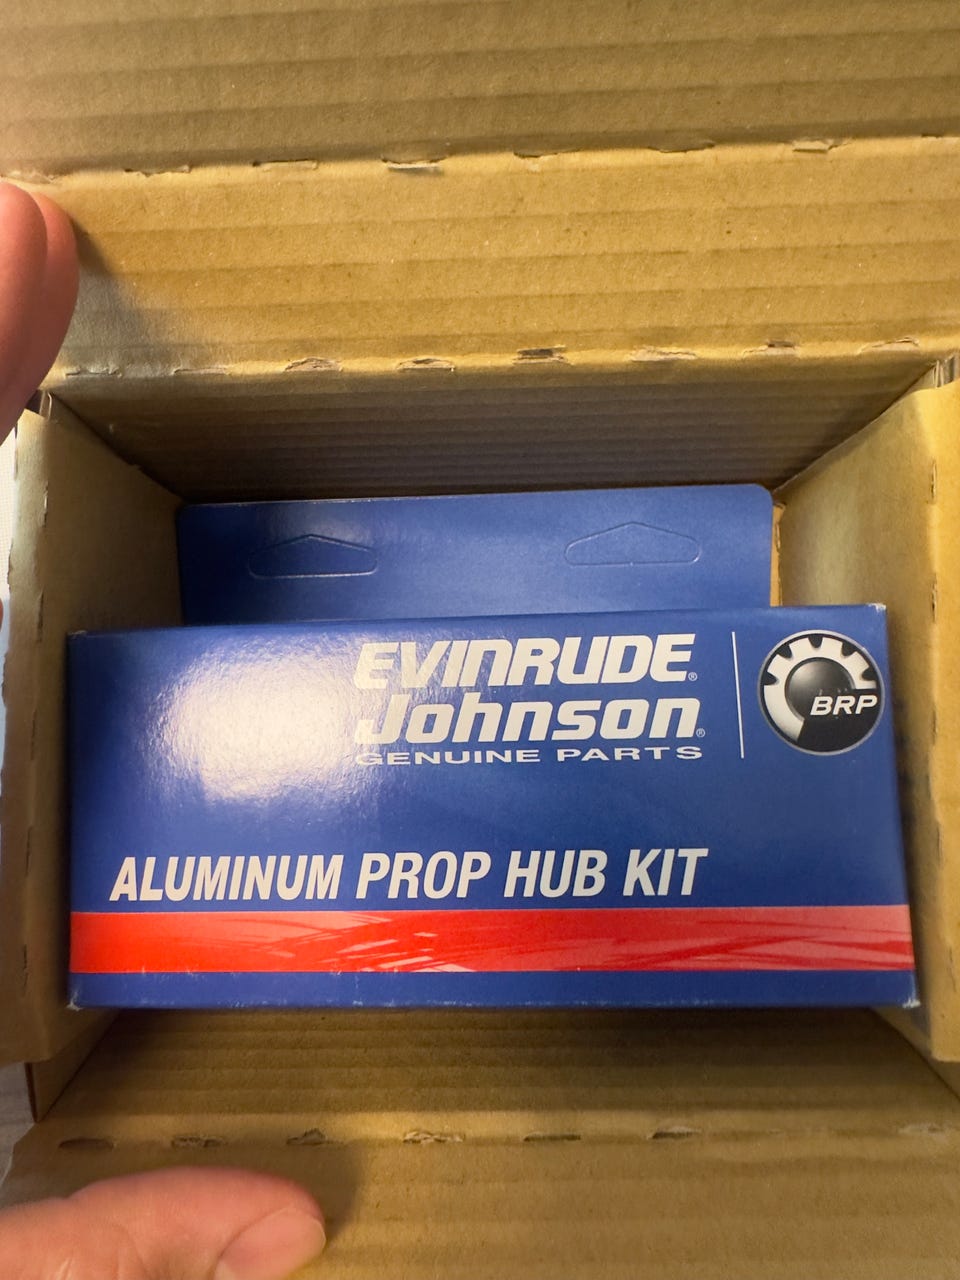 EVINRUDE®
Johnson®
GENUINE PARTS
BRP
ALUMINUM PROP HUB KIT